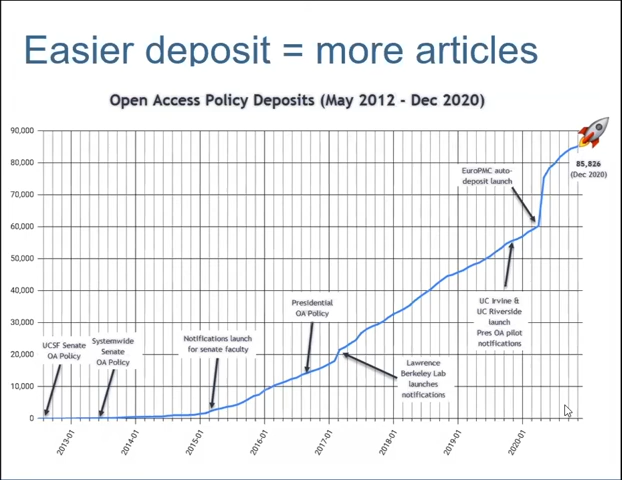 Easier deposit = more articles
Open Access Policy Deposits (May 2012 - Dec 2020)
90,000
80,000
70,000
60,000
50,000
40,000
30,000
20,000
10,000
0
85,826
(Dec 2020)
EuroPMC auto-
deposit launch
UC Irvine &
UC Riverside
launch
Pres OA pilot
notifications
Presidential
OA Policy
Lawrence
Berkeley Lab
launches
notifications
Notifications launch
for senate faculty
UCSF Senate
OA Policy
Systemwide
Senate
OA Policy
2013-01
2014-01
2015-01
2016-01
2017-01
2018-01
2019-01
2020-01